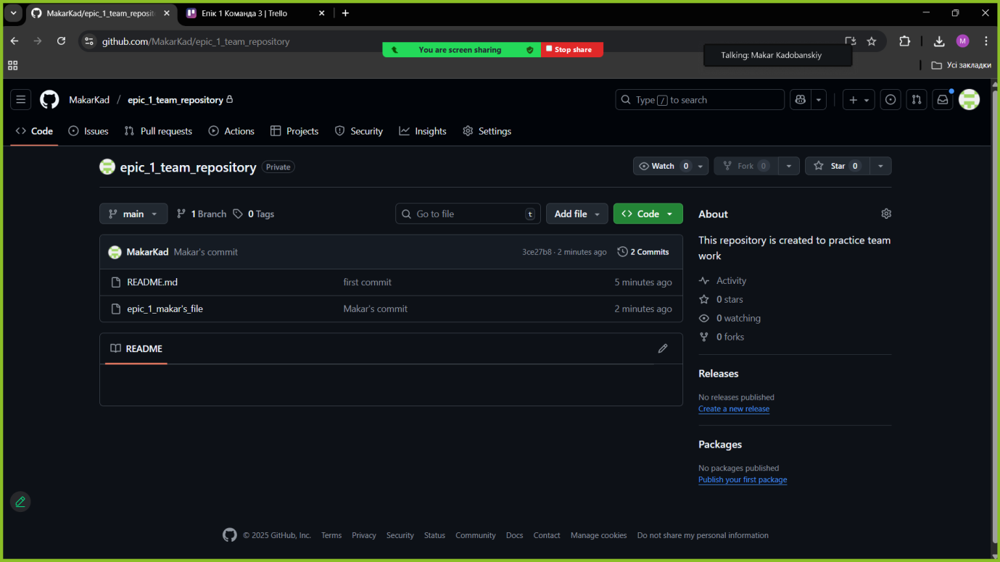 MakarKad/epic_1_team_reposit
Епік 1 Команда 3 | Trello
github.com/MakarKad/epic_1_team_repository
You are screen sharing
Stop share
Talking: Makar Kadobanskiy
M
Усі закладки
MakarKad / epic_1_team_repository
Type / to search
Code
Issues
Pull requests
Actions
Projects
Security
Insights
Settings
epic_1_team_repository Private
Watch 0
Fork 0
Star 0
main
1 Branch
0 Tags
Go to file t
Add file
Code
MakarKad Makar's commit 3ce27b8 · 2 minutes ago 2 Commits
README.md first commit 5 minutes ago
epic_1_makar's_file Makar's commit 2 minutes ago
README
About
This repository is created to practice team
work
Activity
0 stars
0 watching
0 forks
Releases
No releases published
Create a new release
Packages
No packages published
Publish your first package
© 2025 GitHub, Inc. Terms Privacy Security Status Community Docs Contact Manage cookies Do not share my personal information